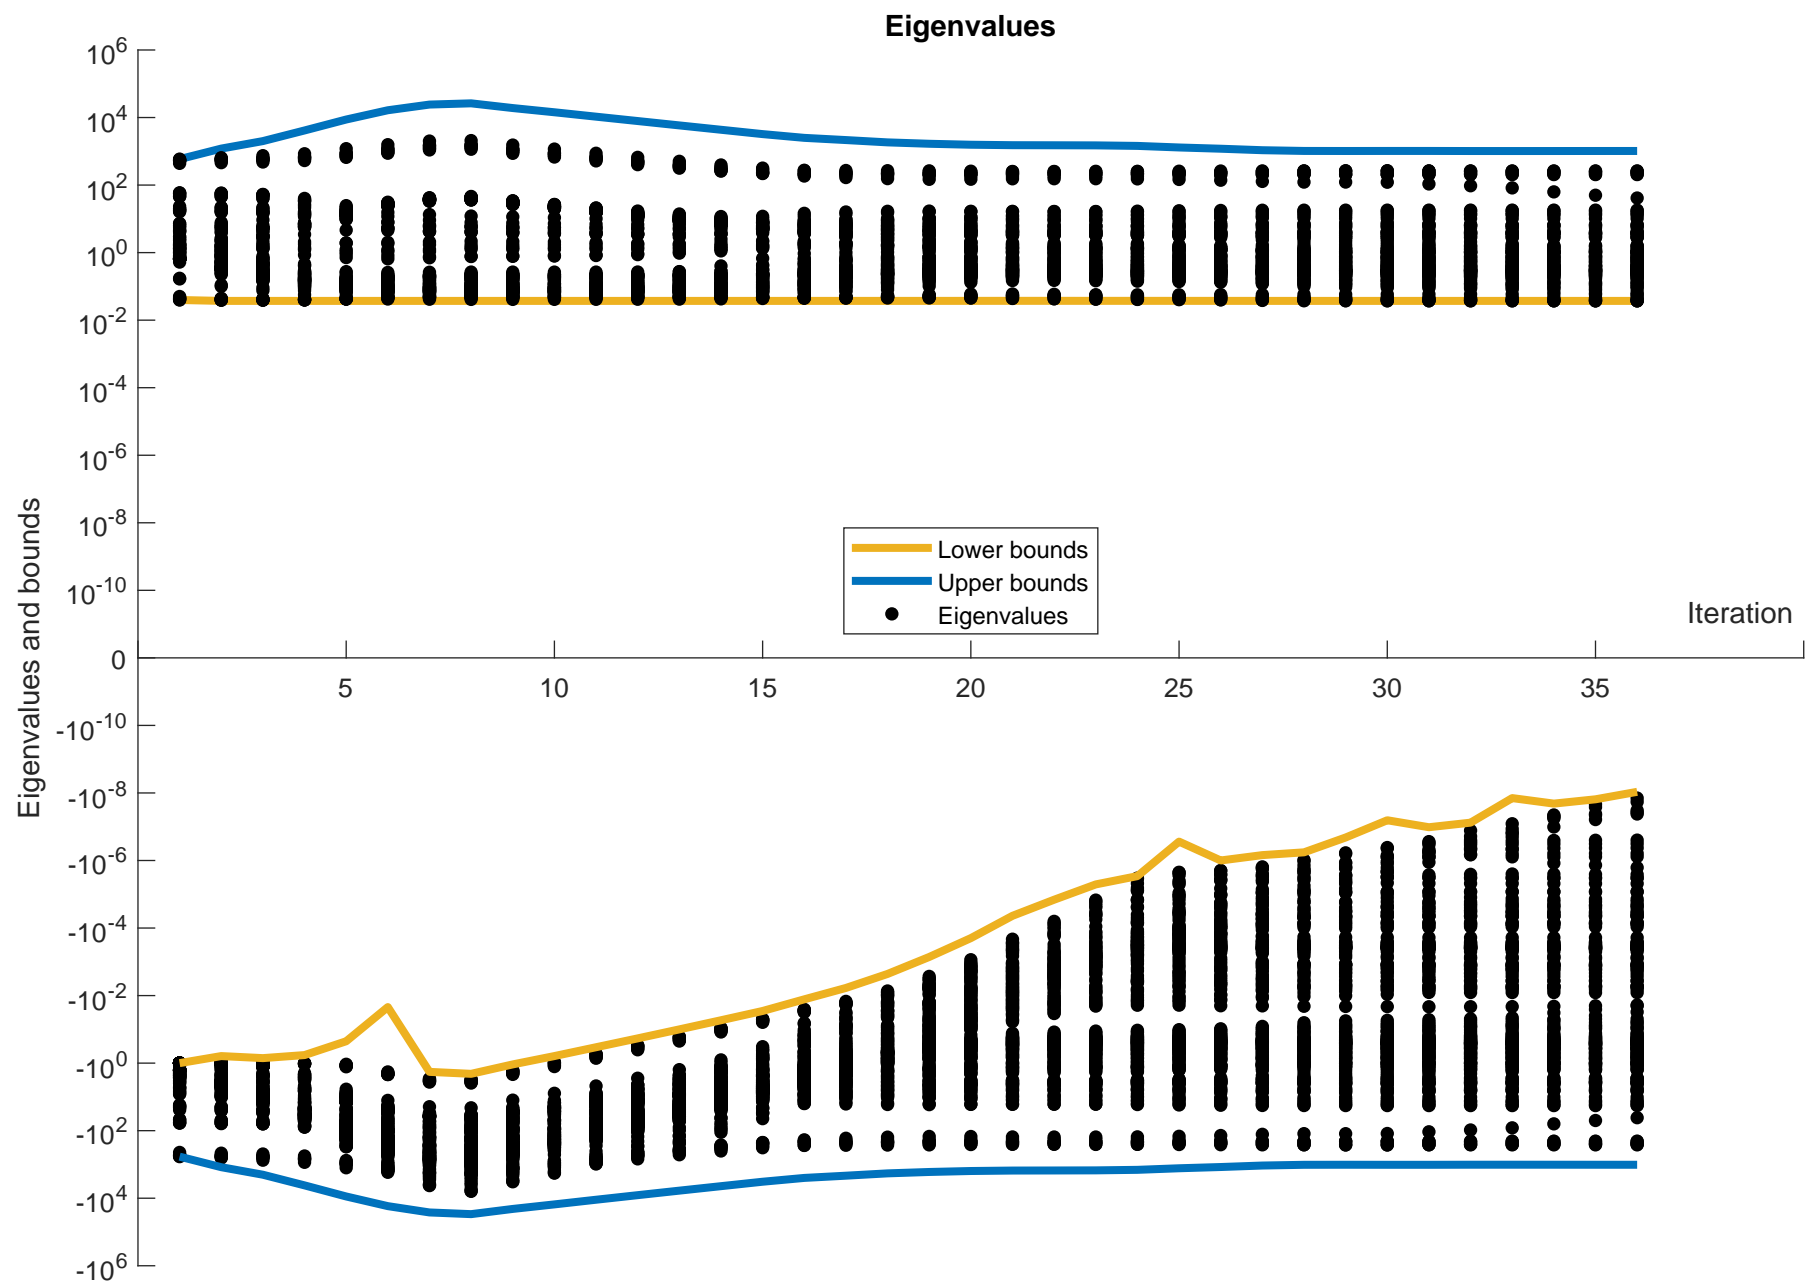 Eigenvalues
10^6
10^4
10^2
10^0
10^-2
10^-4
10^-6
10^-8
10^-10
0
-10^-10
-10^-8
-10^-6
-10^-4
-10^-2
-10^0
-10^2
-10^4
-10^6
Eigenvalues and bounds
Lower bounds
Upper bounds
Eigenvalues
Iteration
5 10 15 20 25 30 35